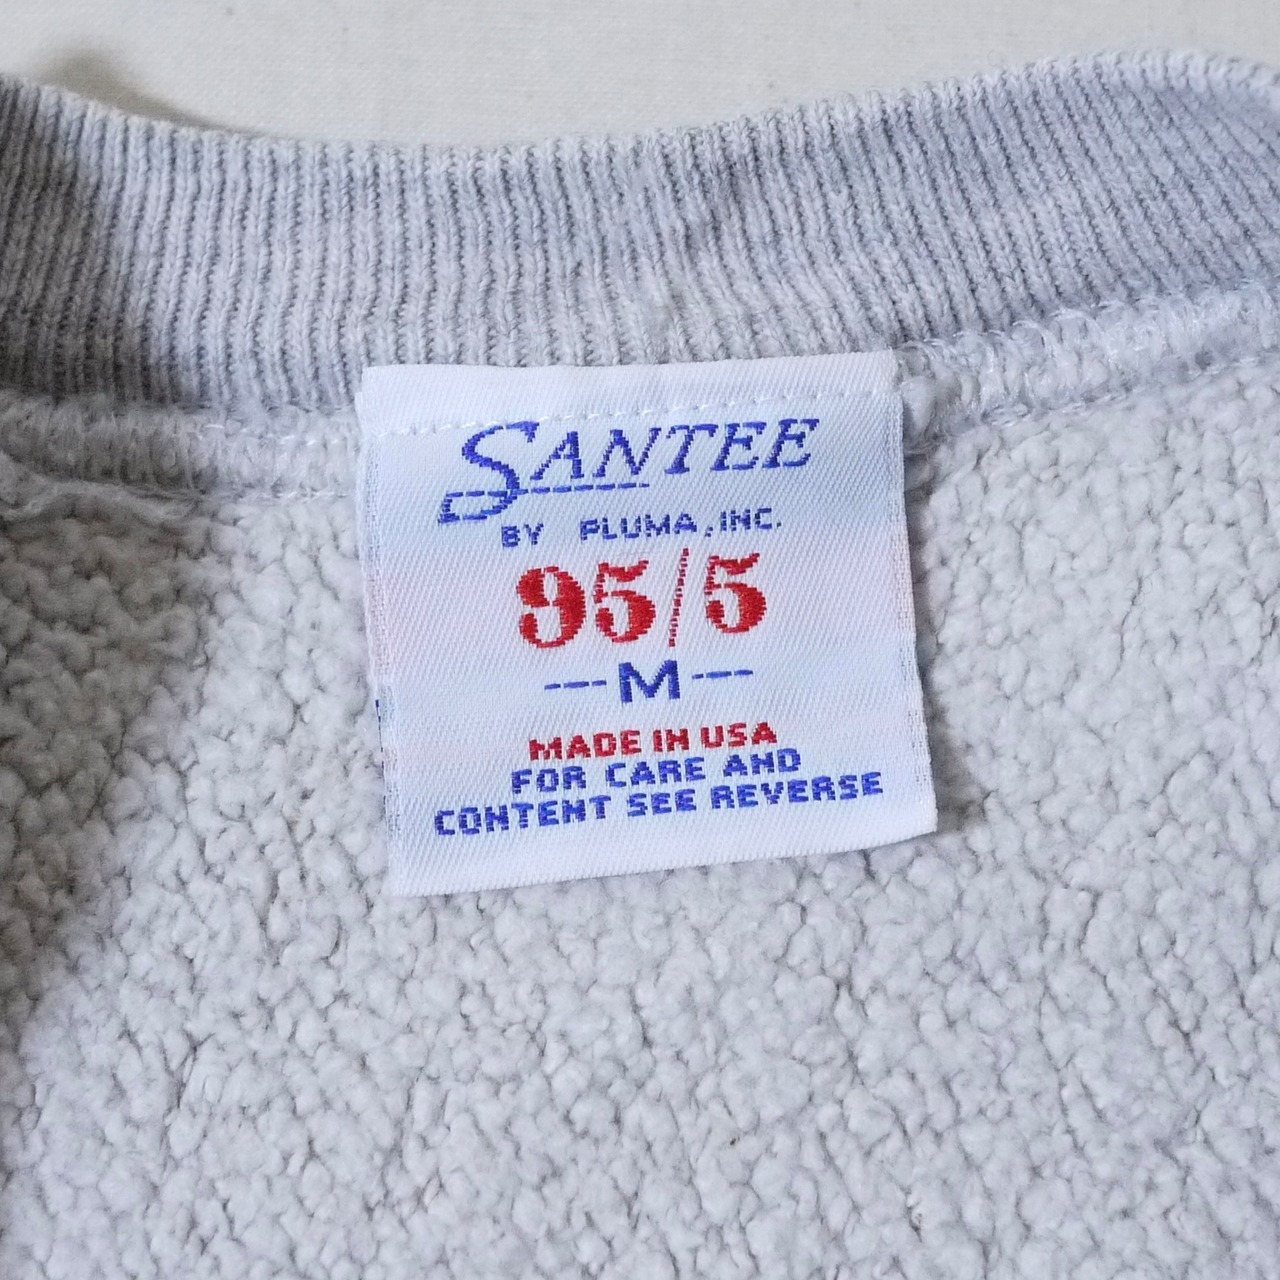 SANTEE
BY PLUMA, INC.
95/5
---M---
MADE IN USA
FOR CARE AND
CONTENT SEE REVERSE